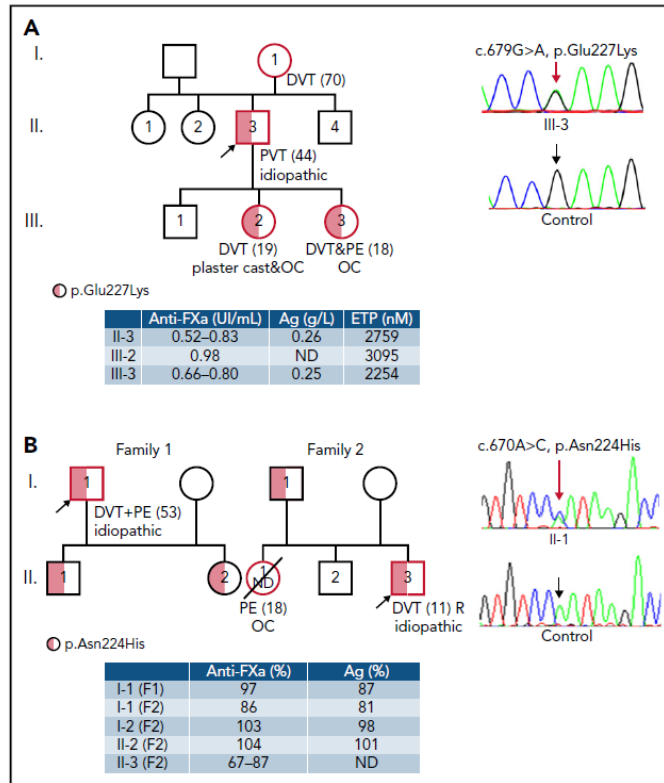 A
I.
1
DVT (70)
c.679G>A, p.Glu227Lys
III-3
Control
II.
1
2
3
4
PVT (44)
idiopathic
III.
1
2
3
DVT (19)
plaster cast&OC
DVT&PE (18)
OC
p.Glu227Lys
Anti-FXa (UI/mL) Ag (g/L) ETP (nM)
II-3 0.52–0.83 0.26 2759
III-2 0.98 ND 3095
III-3 0.66–0.80 0.25 2254
B
Family 1
Family 2
c.670A>C, p.Asn224His
II-1
Control
I.
1
1
DVT+PE (53)
idiopathic
II.
1
2
1
ND
2
3
PE (18)
OC
DVT (11) R
idiopathic
p.Asn224His
Anti-FXa (%) Ag (%)
I-1 (F1) 97 87
I-1 (F2) 86 81
I-2 (F2) 103 98
II-2 (F2) 104 101
II-3 (F2) 67–87 ND